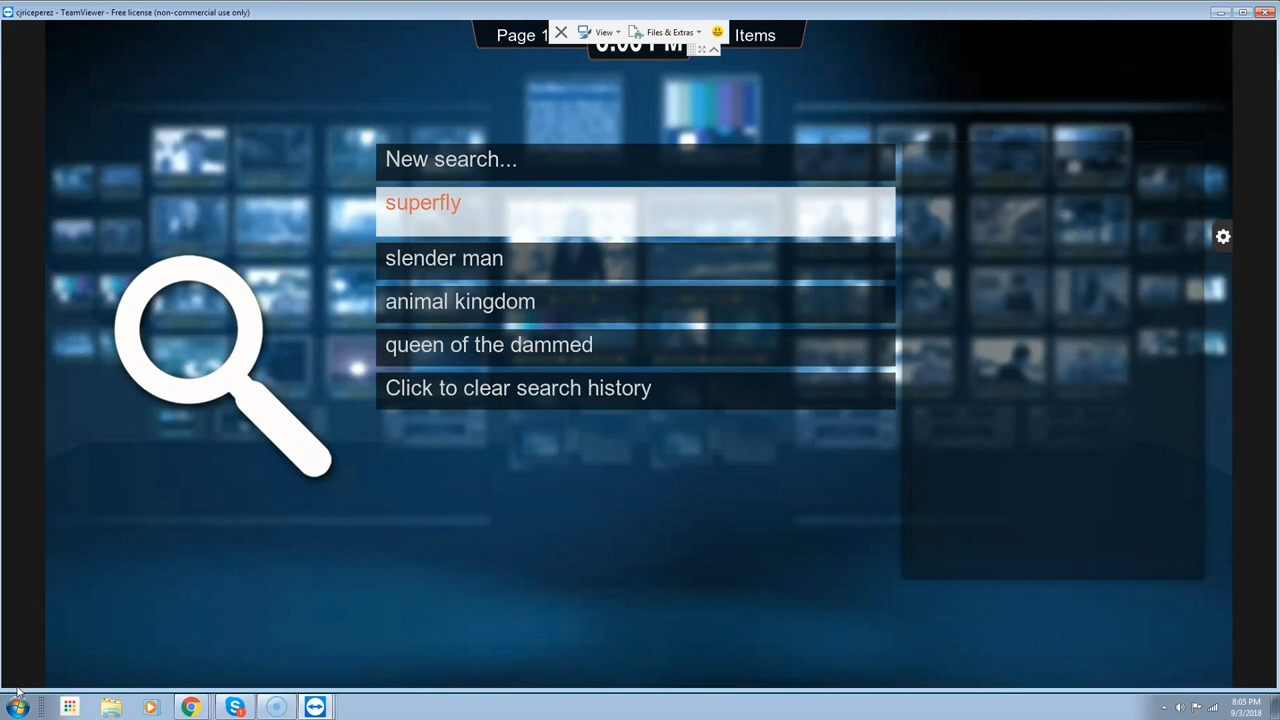 cjriceperez - TeamViewer - Free license (non-commercial use only)
Page 1
View
Files & Extras
Items
New search...
superfly
slender man
animal kingdom
queen of the dammed
Click to clear search history
8:05 PM
9/3/2018